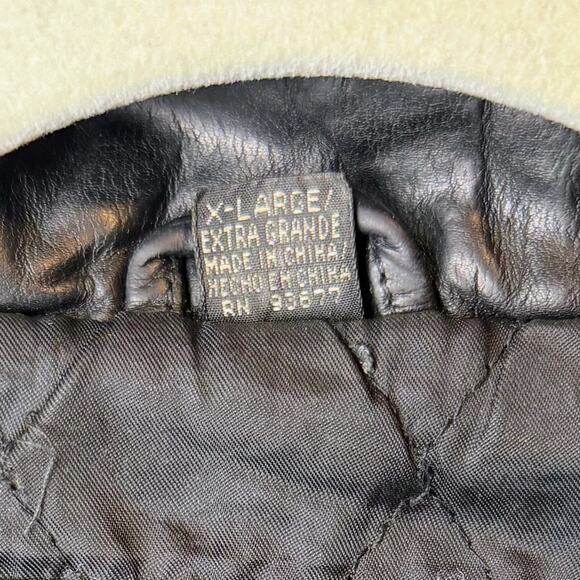 X-LARGE/
EXTRA GRANDE
MADE IN CHINA/
HECHO EN CHINA
RN 93677